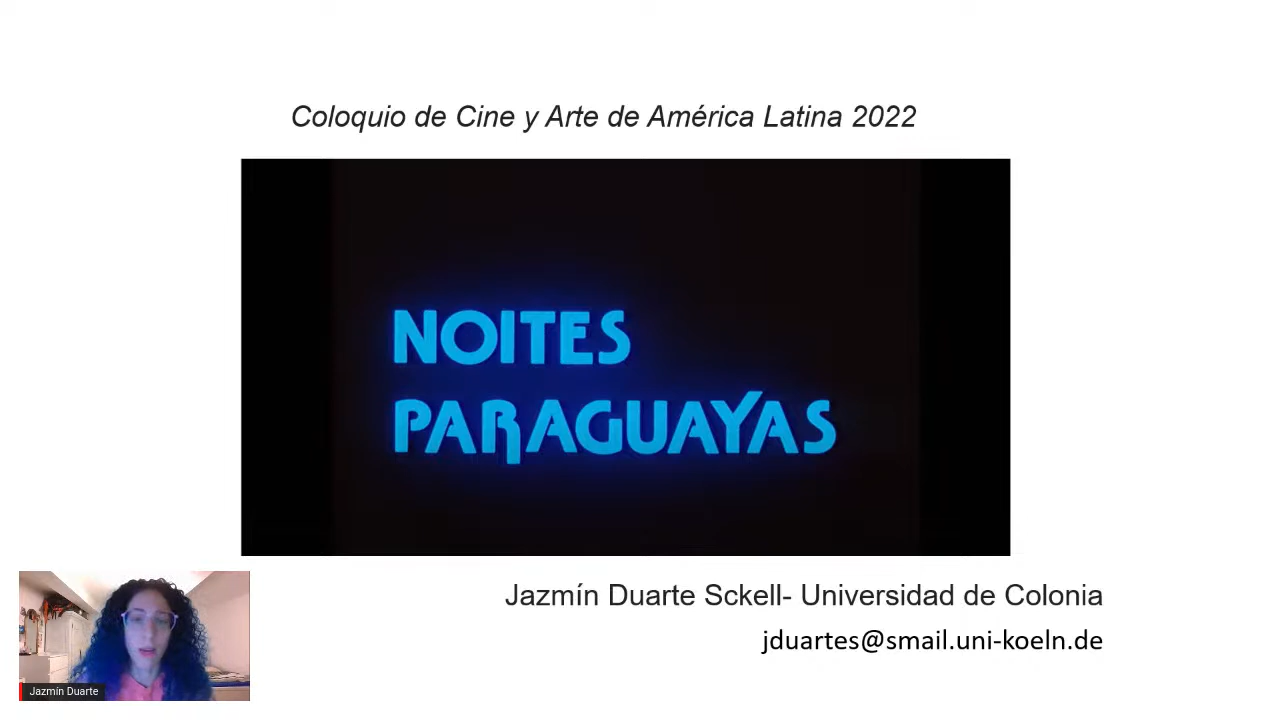 Coloquio de Cine y Arte de América Latina 2022
NOITES
PARAGUAYAS
Jazmín Duarte Sckell- Universidad de Colonia
jduartes@smail.uni-koeln.de
Jazmín Duarte